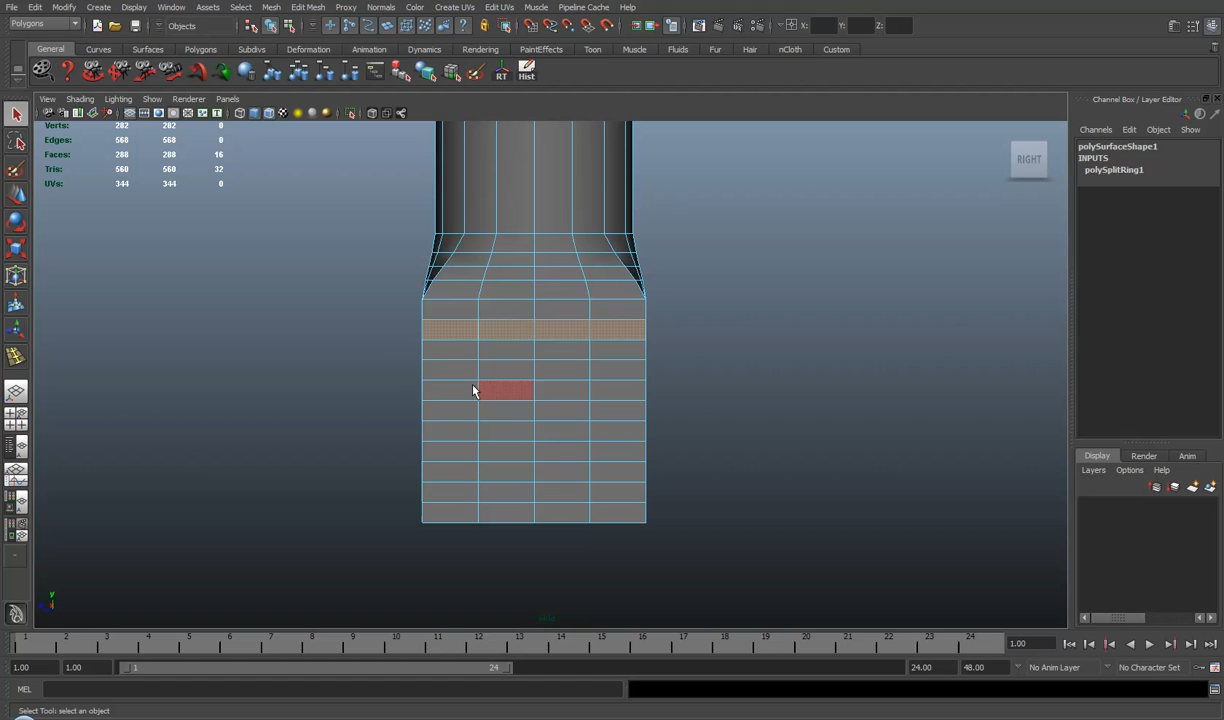 File Edit Modify Create Display Window Assets Select Mesh Edit Mesh Proxy Normals Color Create UVs Edit UVs Muscle Pipeline Cache Help
Polygons Objects X: Y: Z:
General Curves Surfaces Polygons Subdivs Deformation Animation Dynamics Rendering PaintEffects Toon Muscle Fluids Fur Hair nCloth Custom
RT Hist
View Shading Lighting Show Renderer Panels
Channel Box / Layer Editor
Channels Edit Object Show
Verts: 282 282 0
Edges: 568 568 0
Faces: 288 288 16
Tris: 560 560 32
UVs: 344 344 0
RIGHT
polySurfaceShape1
INPUTS
polySplitRing1
Display Render Anim
Layers Options Help
y
1 2 3 4 5 6 7 8 9 10 11 12 13 14 15 16 17 18 19 20 21 22 23 24 1.00
1.00 1.00 1 24 24.00 48.00 No Anim Layer No Character Set
MEL
Select Tool: select an object